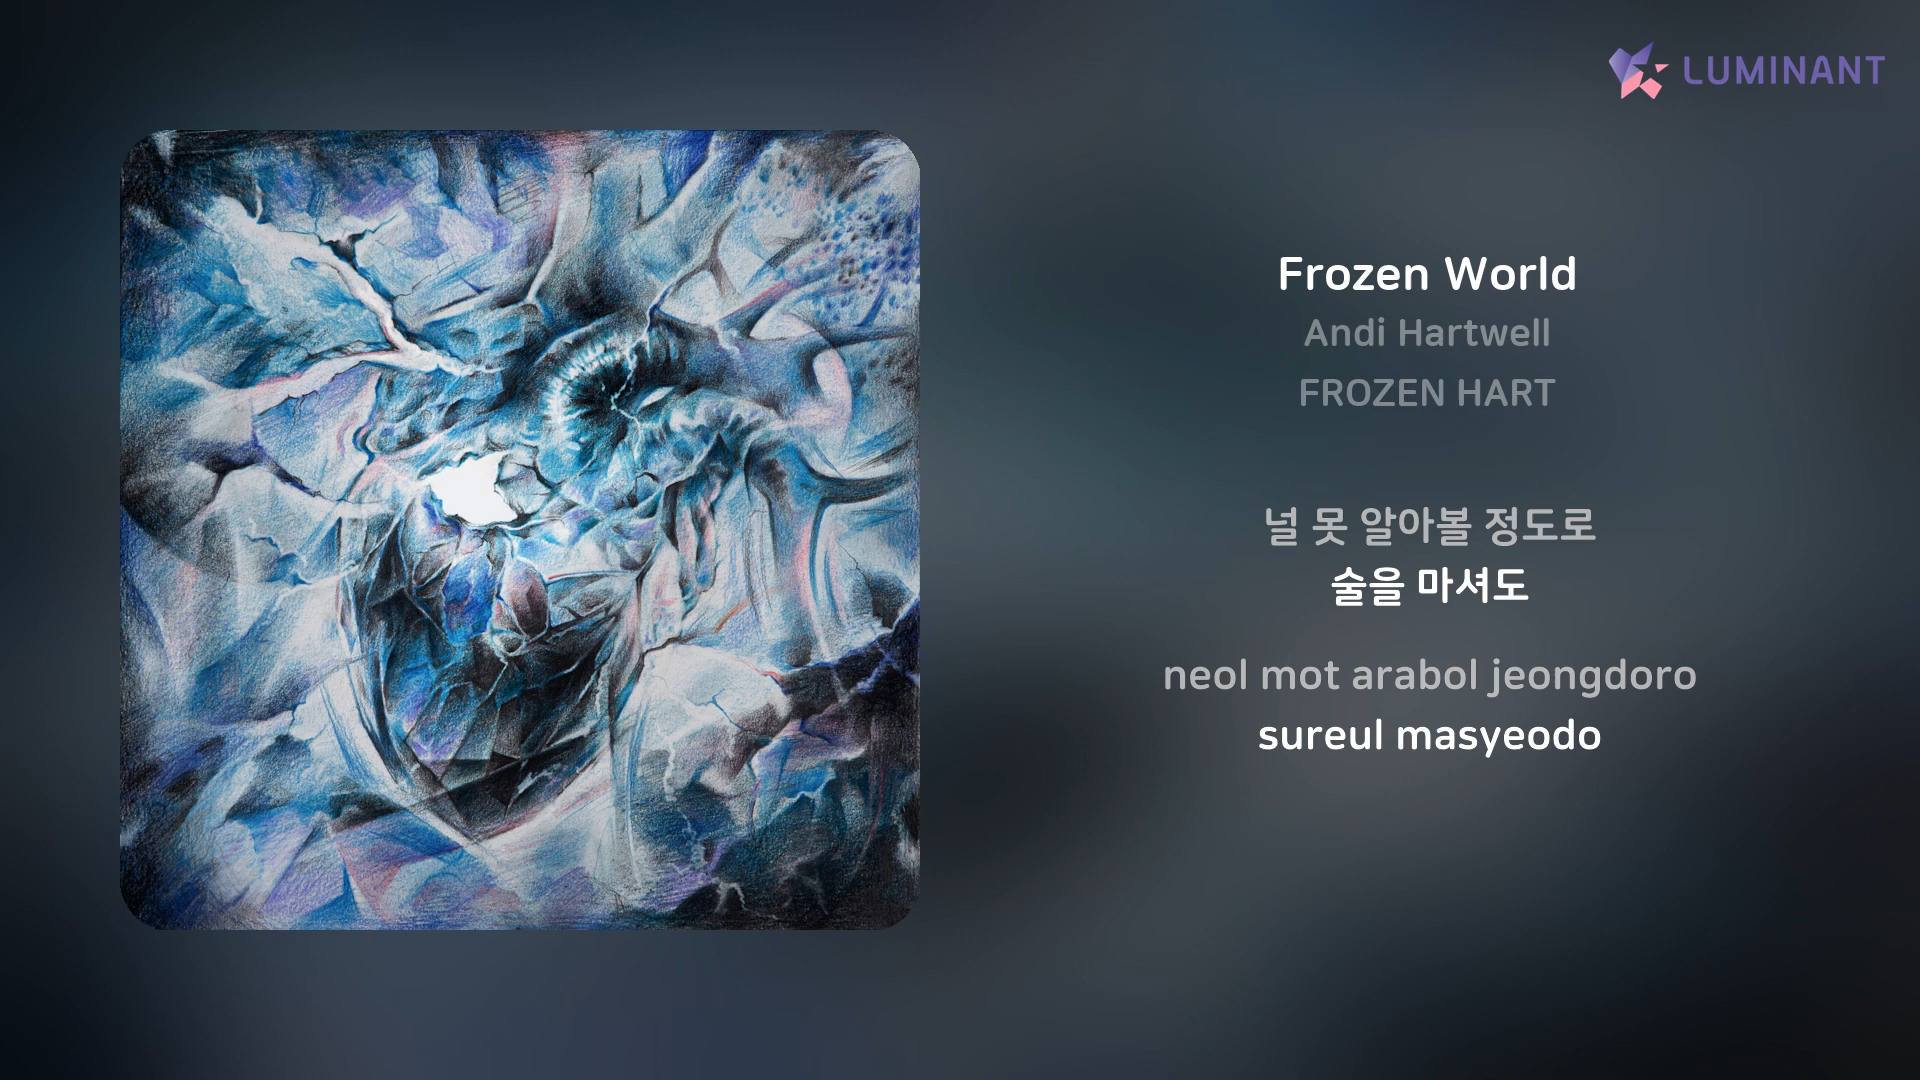 LUMINANT
Frozen World
Andi Hartwell
FROZEN HART
널 못 알아볼 정도로
술을 마셔도
neol mot arabol jeongdoro
sureul masyeodo